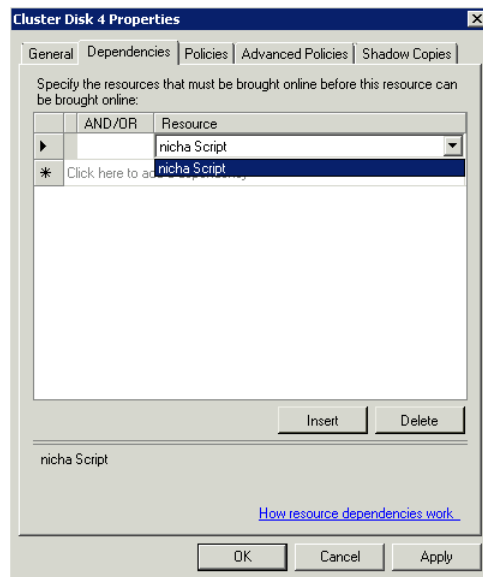 Cluster Disk 4 Properties
General Dependencies Policies Advanced Policies Shadow Copies
Specify the resources that must be brought online before this resource can
be brought online:
AND/OR Resource
nicha Script
nicha Script
Click here to add a dependency
nicha Script
Insert Delete
How resource dependencies work
OK Cancel Apply